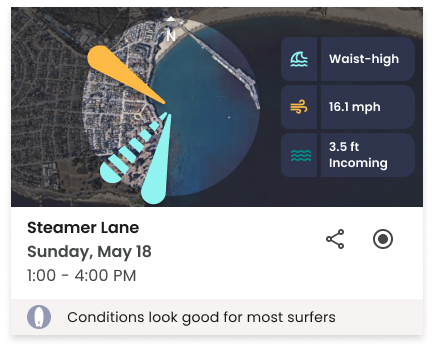 N
Waist-high
16.1 mph
3.5 ft
Incoming
Steamer Lane
Sunday, May 18
1:00 - 4:00 PM
Conditions look good for most surfers